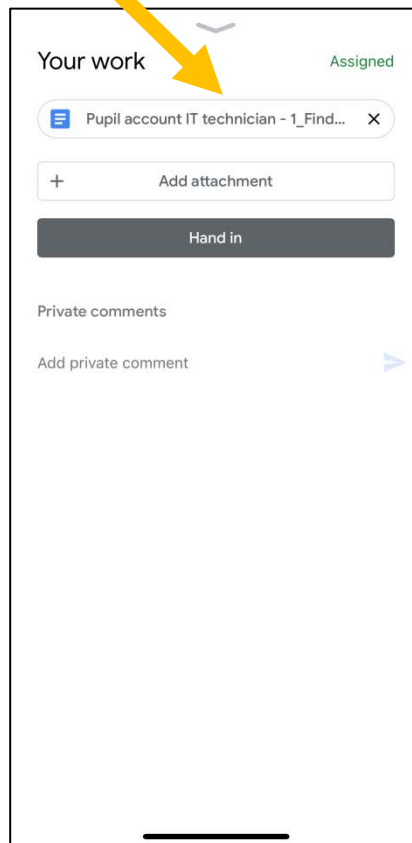 Your work
Assigned
Pupil account IT technician - 1_Find...
Add attachment
Hand in
Private comments
Add private comment